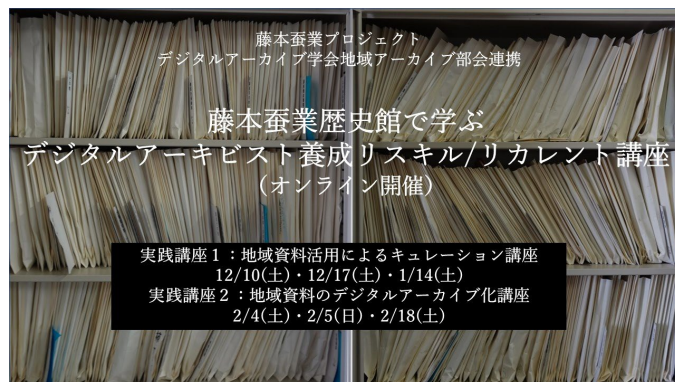 藤本蚕業プロジェクト
デジタルアーカイブ学会地域アーカイブ部会連携
藤本蚕業歴史館で学ぶ
デジタルアーキビスト養成リスキル/リカレント講座
（オンライン開催）
実践講座１：地域資料活用によるキュレーション講座
12/10(土)・12/17(土)・1/14(土)
実践講座２：地域資料のデジタルアーカイブ化講座
2/4(土)・2/5(日)・2/18(土)